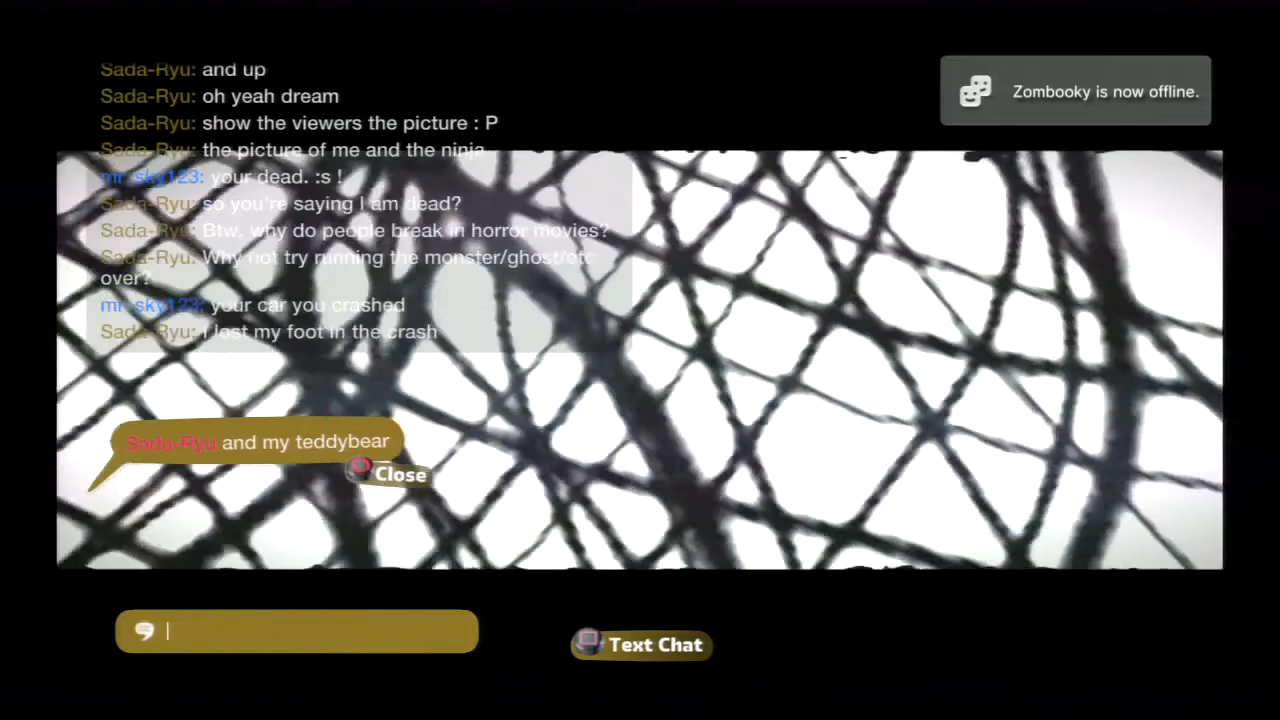 Sada-Ryu: and up
Zombooky is now offline.
Sada-Ryu: oh yeah dream
Sada-Ryu: show the viewers the picture : P
Sada-Ryu: the picture of me and the ninja
mr-sky123: your dead. :s !
Sada-Ryu: so you're saying I am dead?
Sada-Ryu: Btw. why do people break in horror movies?
Sada-Ryu: Why not try running the monster/ghost/etc
over?
mr-sky123: your car you crashed
Sada-Ryu: I lost my foot in the crash
Sada-Ryu and my teddybear
Close
Text Chat